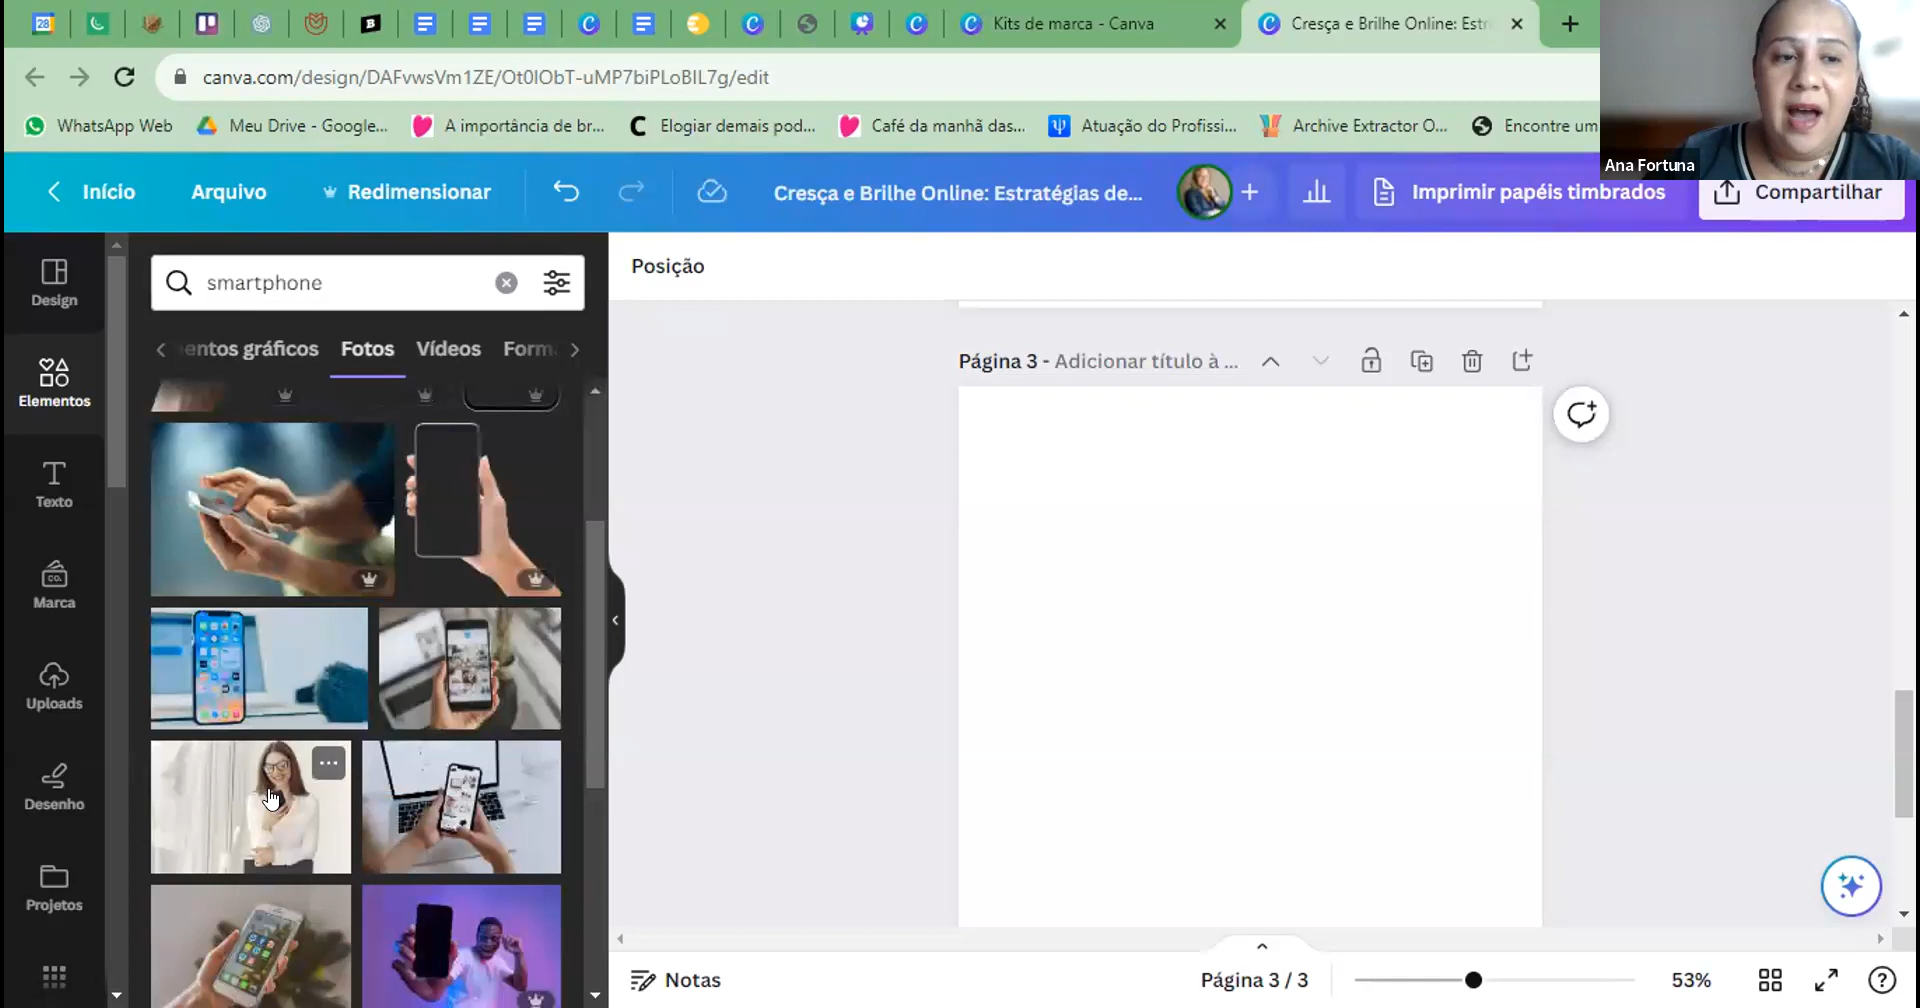 28
Kits de marca - Canva
Cresça e Brilhe Online: Estr
canva.com/design/DAFvwsVm1ZE/Ot0lObT-uMP7biPLoBIL7g/edit
WhatsApp Web
Meu Drive - Google...
A importância de br...
Elogiar demais pod...
Café da manhã das...
Atuação do Profissi...
Archive Extractor O...
Encontre um
Ana Fortuna
Início
Arquivo
Redimensionar
Cresça e Brilhe Online: Estratégias de...
Imprimir papéis timbrados
Compartilhar
Design
Elementos
Texto
CO.
Marca
Uploads
Desenho
Projetos
smartphone
entos gráficos
Fotos
Vídeos
Form
Posição
Página 3 - Adicionar título à ...
Notas
Página 3 / 3
53%